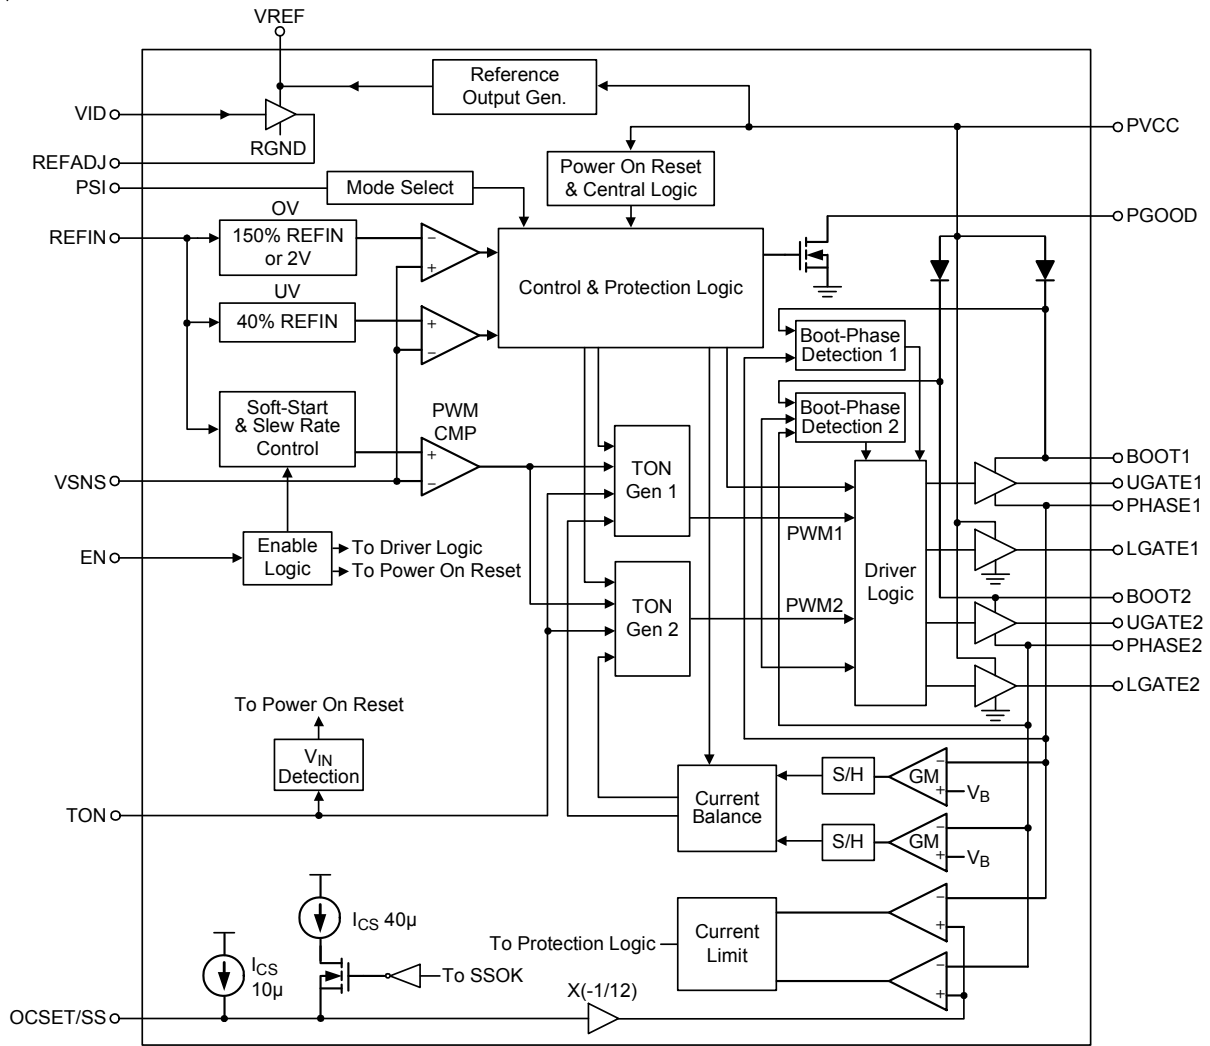 VREF
Reference
Output Gen.
VID
RGND
REFADJ
PSI
Mode Select
Power On Reset
& Central Logic
PVCC
PGOOD
OV
REFIN
150% REFIN
or 2V
−
+
Control & Protection Logic
UV
40% REFIN
+
−
Boot-Phase
Detection 1
Boot-Phase
Detection 2
Soft-Start
& Slew Rate
Control
PWM
CMP
+
−
VSNS
TON
Gen 1
BOOT1
UGATE1
PHASE1
PWM1
EN
Enable
Logic
To Driver Logic
To Power On Reset
LGATE1
Driver
Logic
TON
Gen 2
PWM2
BOOT2
UGATE2
PHASE2
LGATE2
To Power On Reset
VIN
Detection
TON
Current
Balance
S/H
GM
−
+
VB
S/H
GM
−
+
VB
ICS 40µ
ICS
10µ
To SSOK
To Protection Logic
Current
Limit
−
+
−
+
X(-1/12)
OCSET/SS